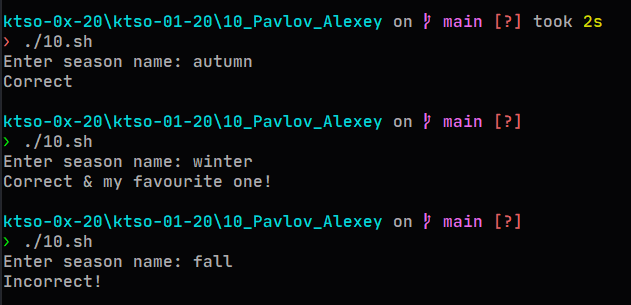 ktso-0x-20\ktso-01-20\10_Pavlov_Alexey on main [?] took 2s
› ./10.sh
Enter season name: autumn
Correct
ktso-0x-20\ktso-01-20\10_Pavlov_Alexey on main [?]
› ./10.sh
Enter season name: winter
Correct & my favourite one!
ktso-0x-20\ktso-01-20\10_Pavlov_Alexey on main [?]
› ./10.sh
Enter season name: fall
Incorrect!